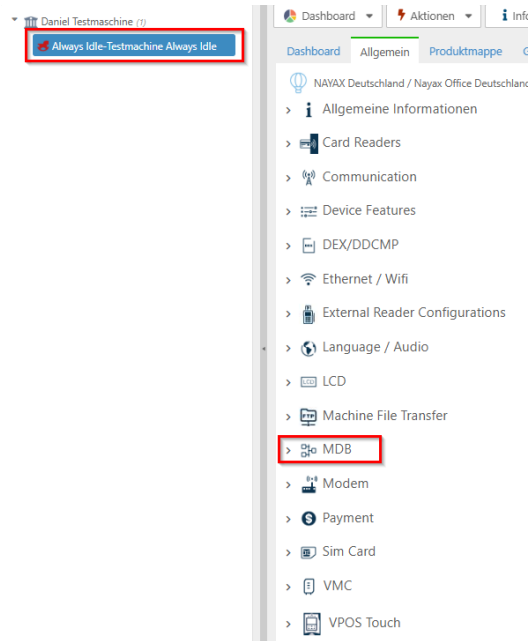 Daniel Testmaschine (1)
Always Idle-Testmachine Always Idle
Dashboard Aktionen i Info
Dashboard Allgemein Produktmappe G
NAYAX Deutschland / Nayax Office Deutschland
Allgemeine Informationen
Card Readers
Communication
Device Features
DEX/DDCMP
Ethernet / Wifi
External Reader Configurations
Language / Audio
LCD
Machine File Transfer
MDB
Modem
Payment
Sim Card
VMC
VPOS Touch